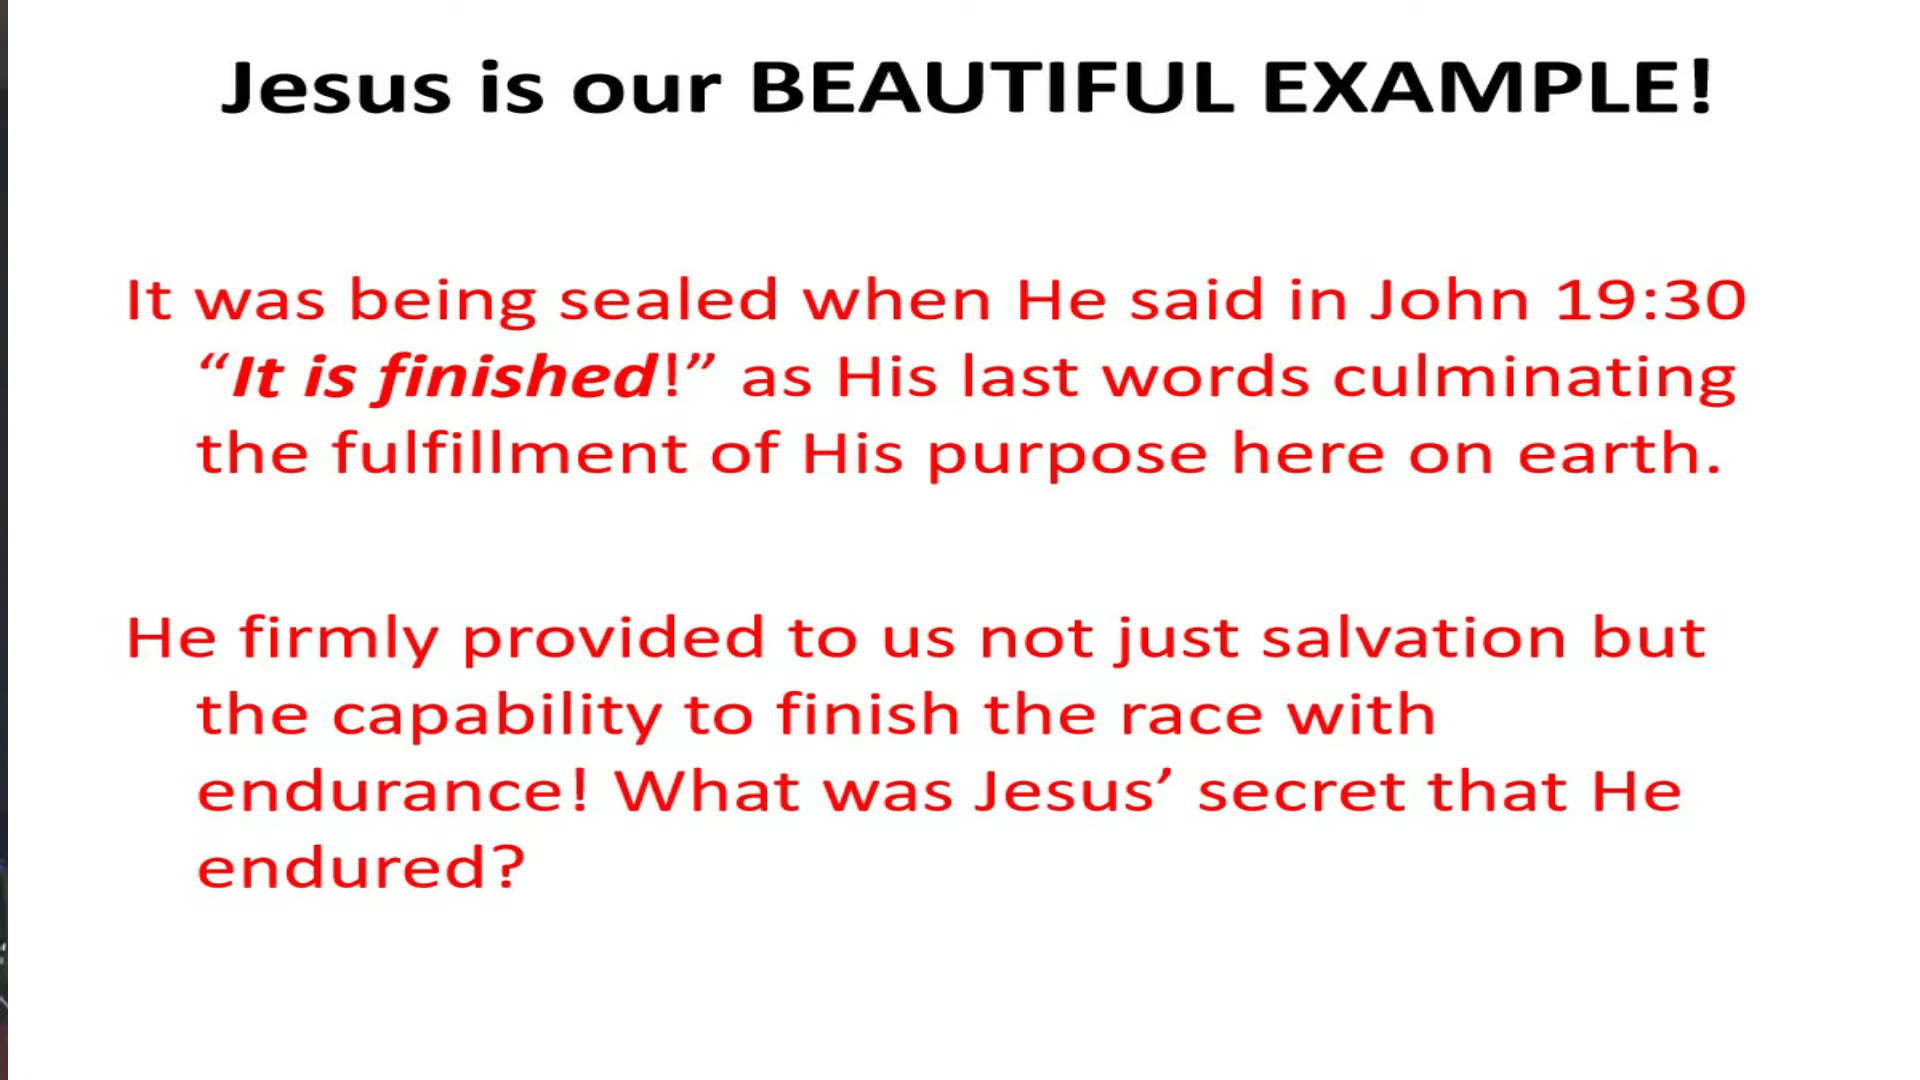 Jesus is our BEAUTIFUL EXAMPLE!
It was being sealed when He said in John 19:30
“It is finished!” as His last words culminating
the fulfillment of His purpose here on earth.
He firmly provided to us not just salvation but
the capability to finish the race with
endurance! What was Jesus’ secret that He
endured?